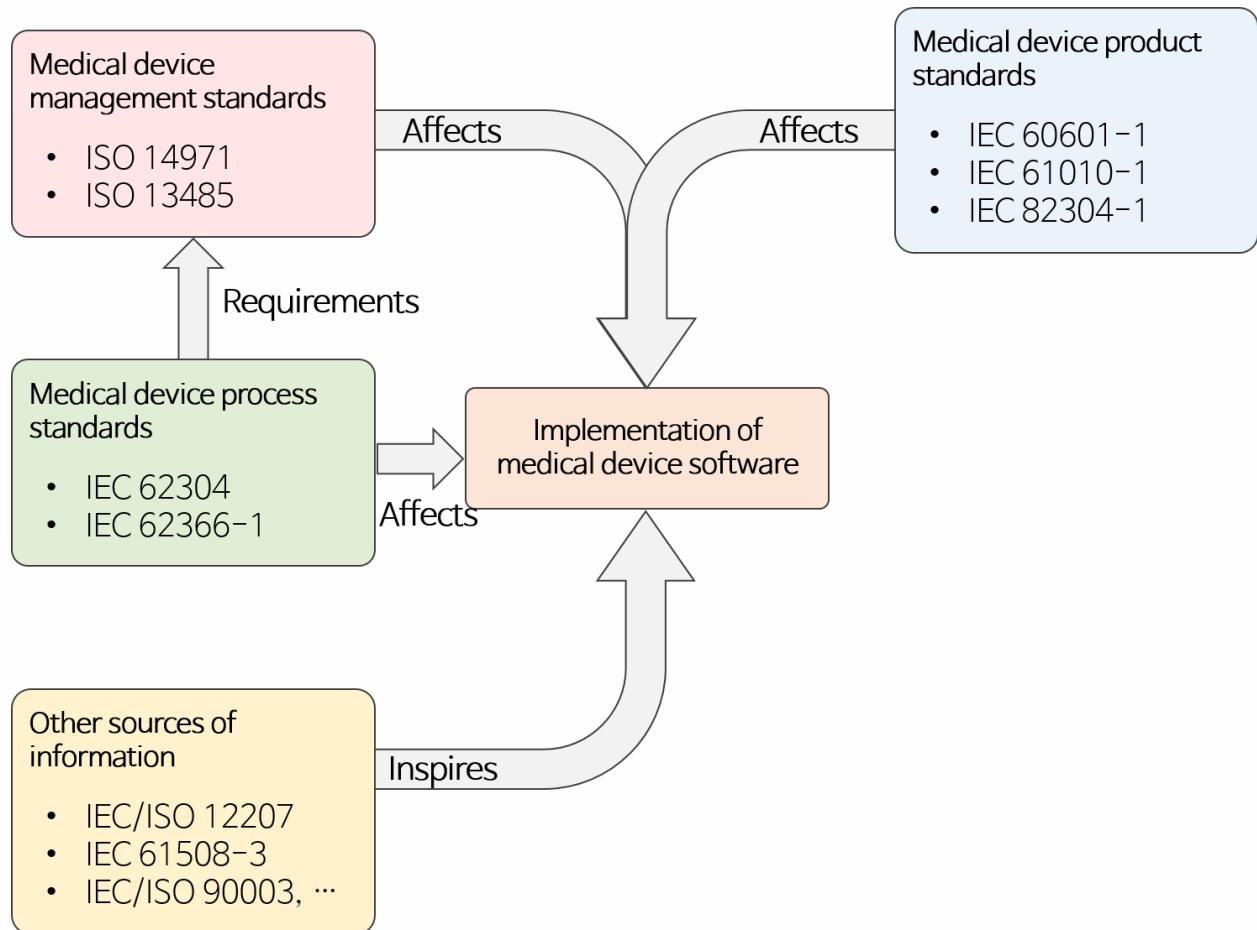 Medical device
management standards
• ISO 14971
• ISO 13485
Affects
Affects
Medical device product
standards
• IEC 60601-1
• IEC 61010-1
• IEC 82304-1
Requirements
Medical device process
standards
• IEC 62304
• IEC 62366-1
Affects
Implementation of
medical device software
Other sources of
information
• IEC/ISO 12207
• IEC 61508-3
• IEC/ISO 90003, ⋯
Inspires